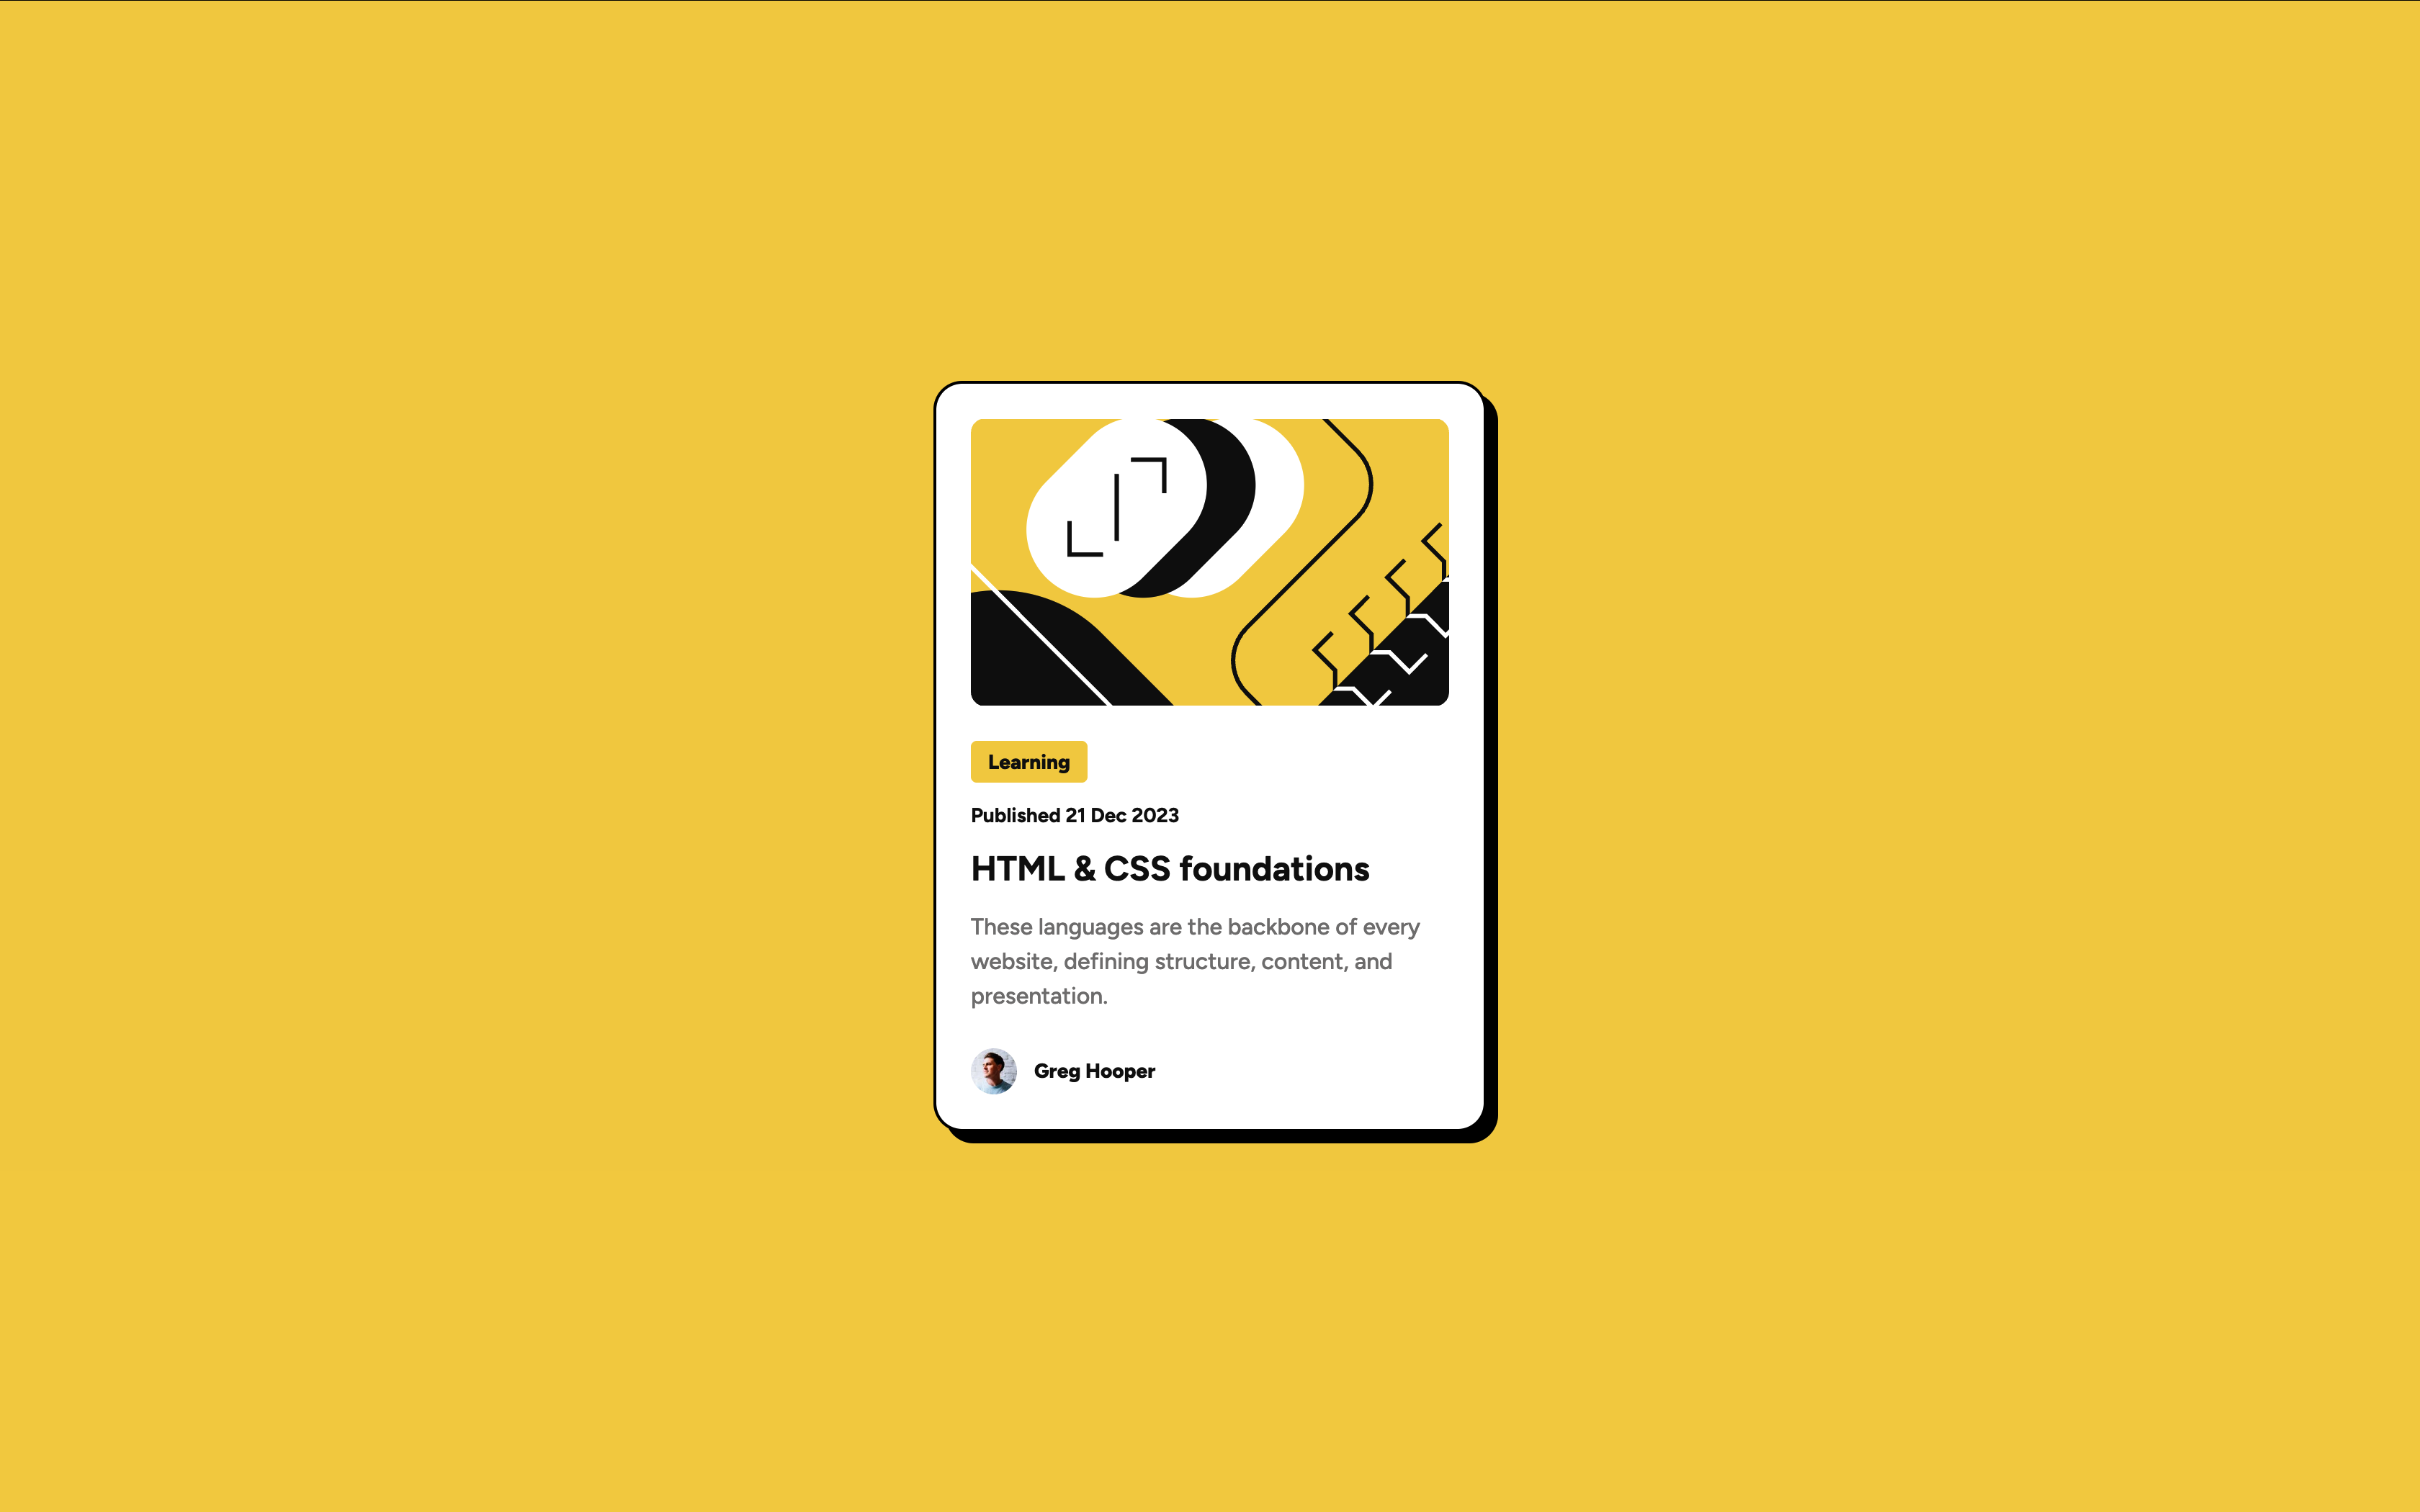 Learning
Published 21 Dec 2023
HTML & CSS foundations
These languages are the backbone of every
website, defining structure, content, and
presentation.
Greg Hooper